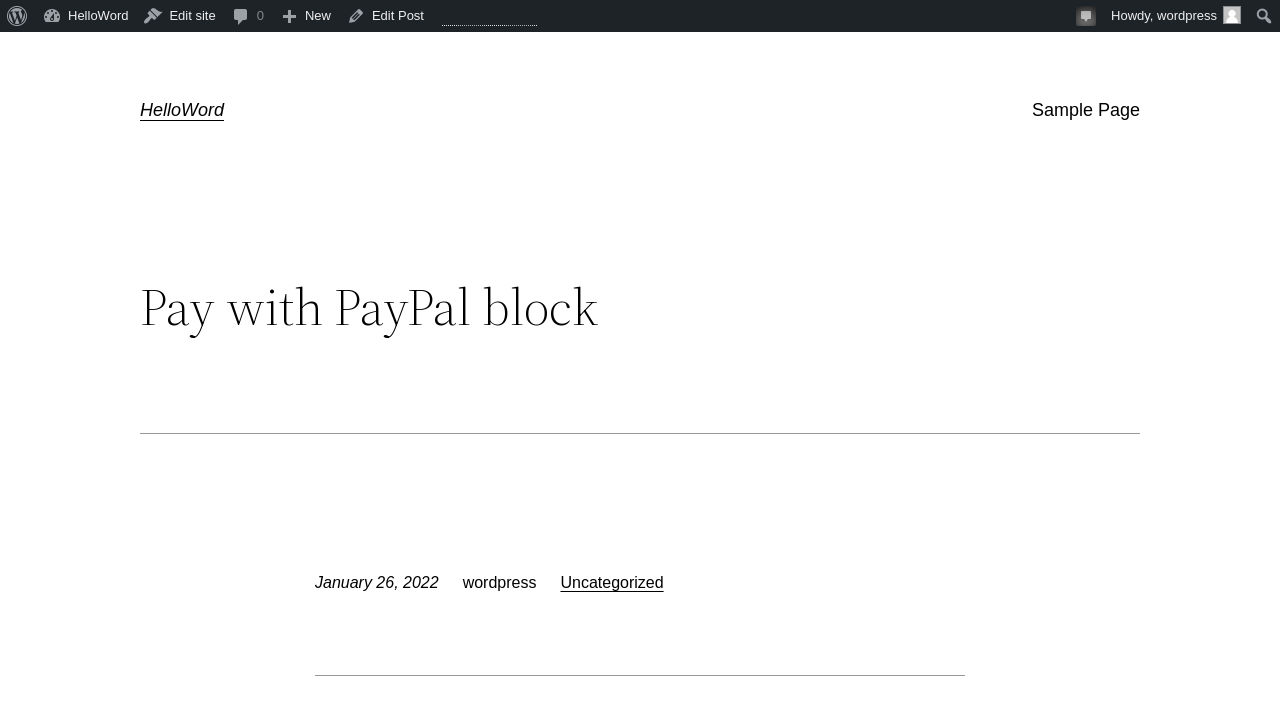 HelloWord Edit site 0 New Edit Post Howdy, wordpress
HelloWord Sample Page
Pay with PayPal block
January 26, 2022 wordpress Uncategorized